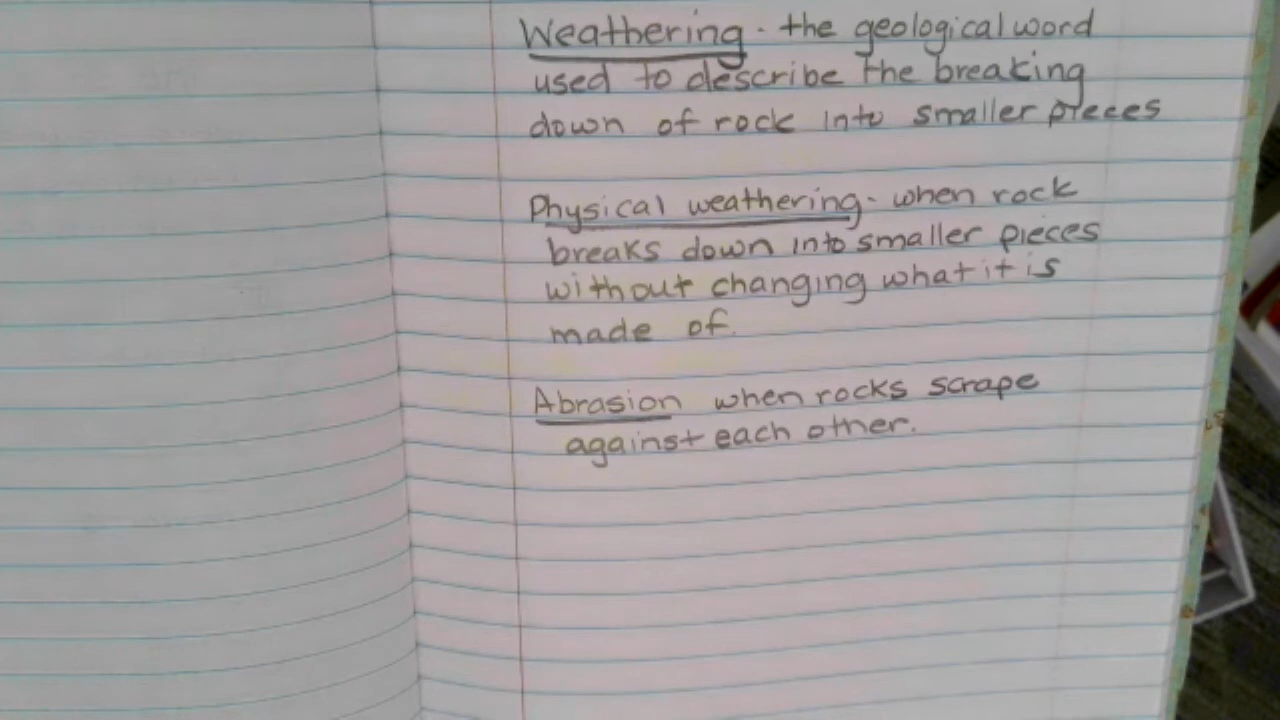 Weathering - the geological word
used to describe the breaking
down of rock into smaller pieces
Physical weathering - when rock
breaks down into smaller pieces
without changing what it is
made of.
Abrasion when rocks scrape
against each other.